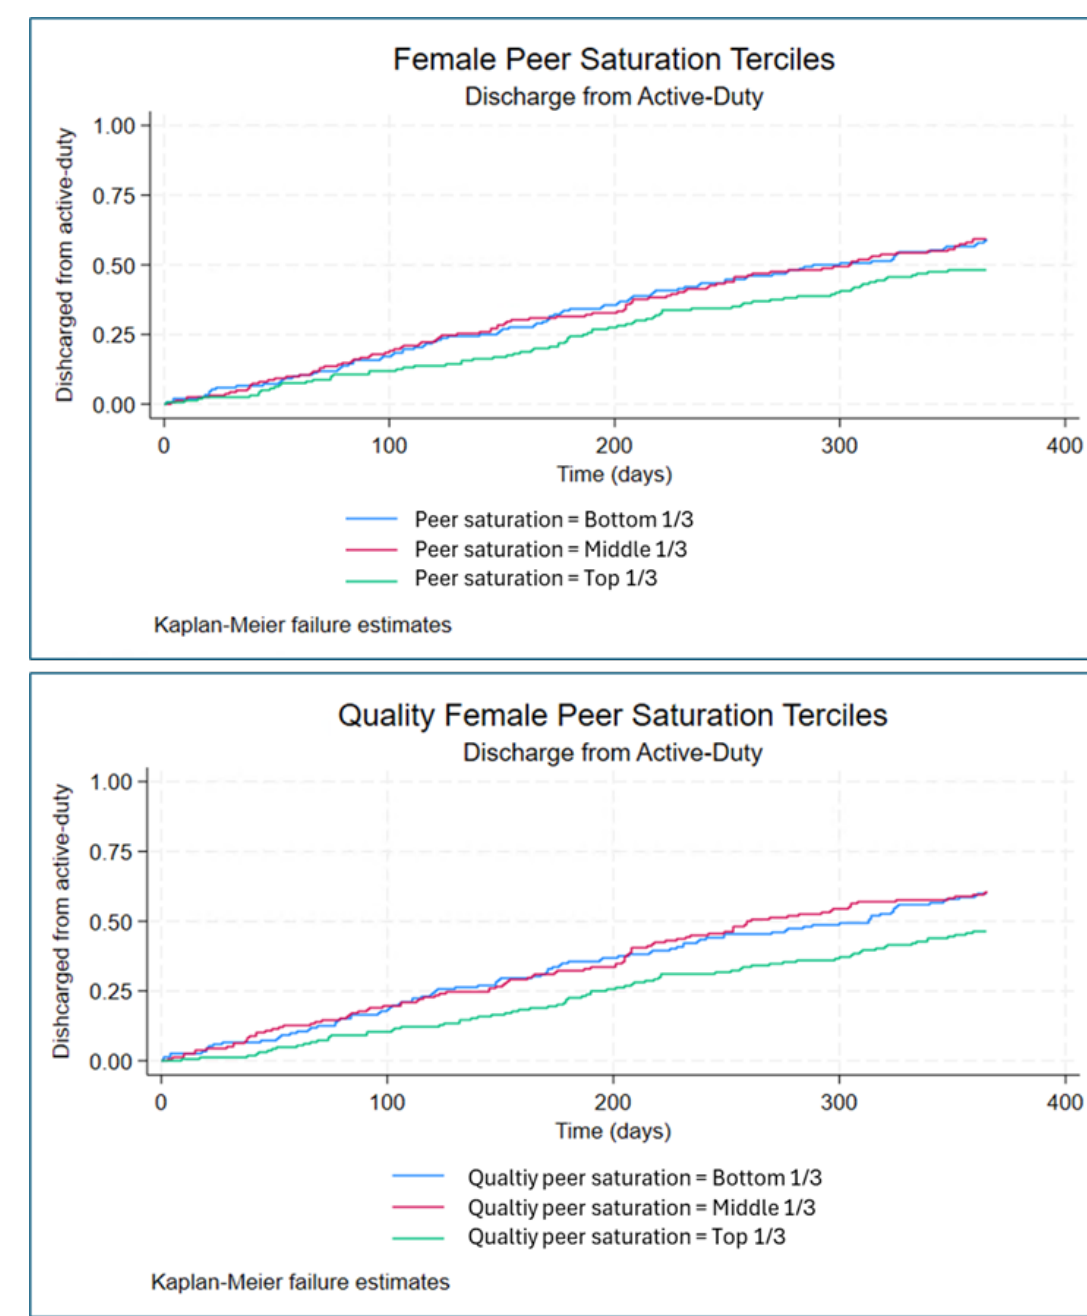 Female Peer Saturation Terciles
Discharge from Active-Duty
Dishcarged from active-duty
1.00
0.75
0.50
0.25
0.00
0 100 200 300 400
Time (days)
Peer saturation = Bottom 1/3
Peer saturation = Middle 1/3
Peer saturation = Top 1/3
Kaplan-Meier failure estimates
Quality Female Peer Saturation Terciles
Discharge from Active-Duty
Dishcarged from active-duty
1.00
0.75
0.50
0.25
0.00
0 100 200 300 400
Time (days)
Qualtiy peer saturation = Bottom 1/3
Qualtiy peer saturation = Middle 1/3
Qualtiy peer saturation = Top 1/3
Kaplan-Meier failure estimates